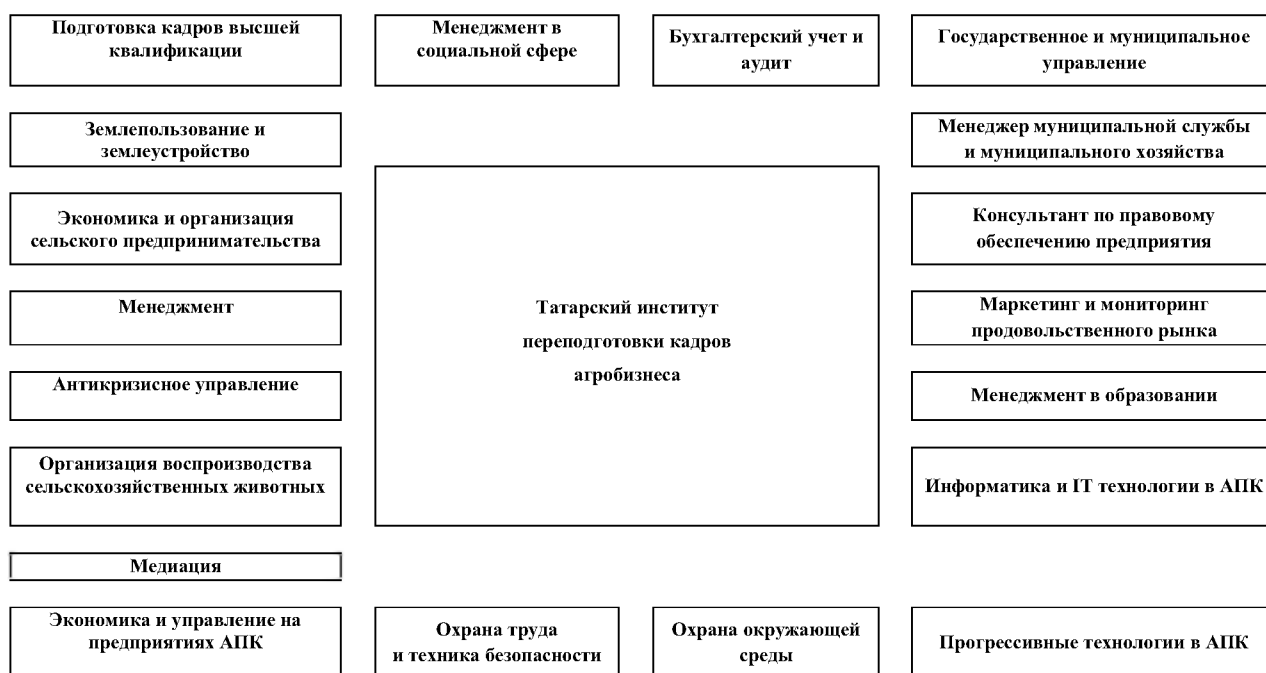 Подготовка кадров высшей
квалификации
Менеджмент в
социальной сфере
Бухгалтерский учет и
аудит
Государственное и муниципальное
управление
Землепользование и
землеустройство
Менеджер муниципальной службы
и муниципального хозяйства
Экономика и организация
сельского предпринимательства
Консультант по правовому
обеспечению предприятия
Менеджмент
Татарский институт
переподготовки кадров
агробизнеса
Маркетинг и мониторинг
продовольственного рынка
Антикризисное управление
Менеджмент в образовании
Организация воспроизводства
сельскохозяйственных животных
Информатика и IT технологии в АПК
Медиация
Экономика и управление на
предприятиях АПК
Охрана труда
и техника безопасности
Охрана окружающей
среды
Прогрессивные технологии в АПК